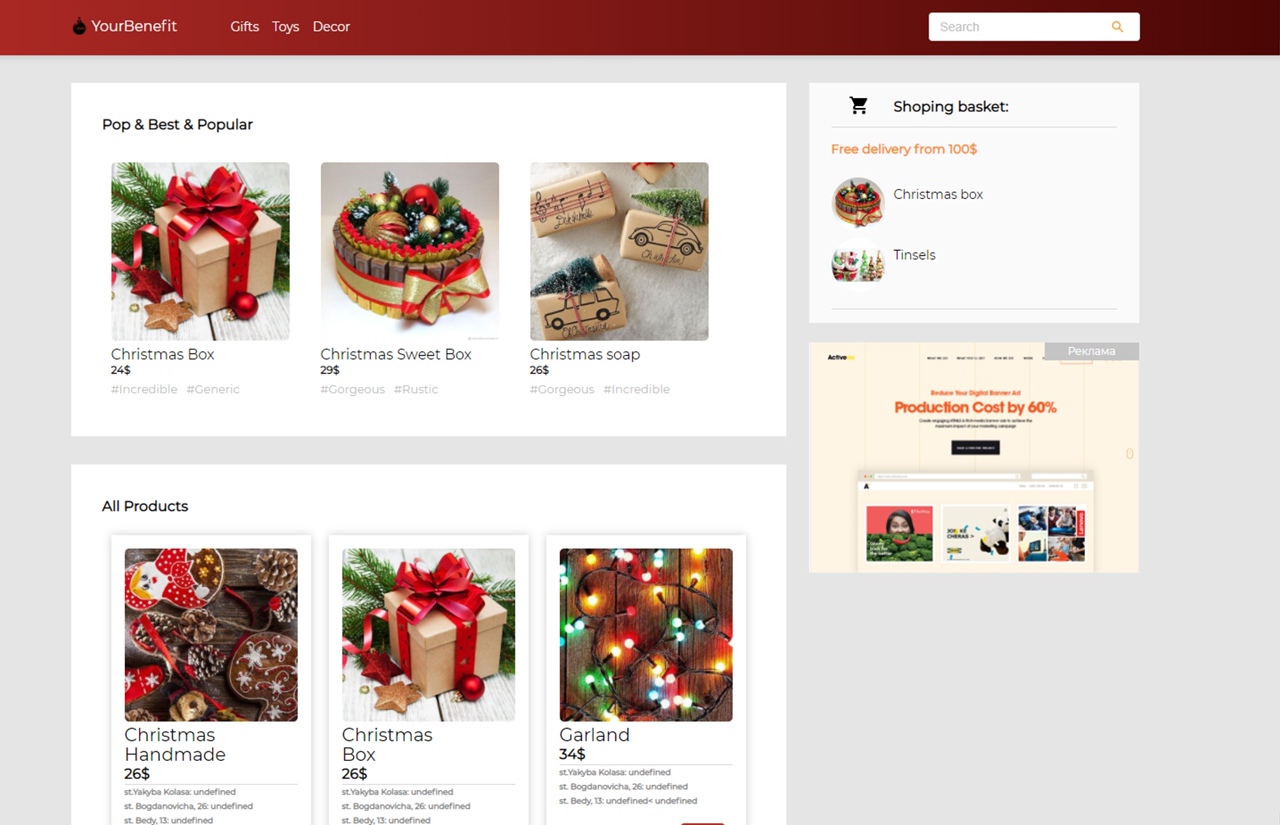 YourBenefit
Gifts Toys Decor
Search
Pop & Best & Popular
Christmas Box
24$
#Incredible #Generic
Christmas Sweet Box
29$
#Gorgeous #Rustic
Christmas soap
26$
#Gorgeous #Incredible
All Products
Christmas
Handmade
26$
st.Yakyba Kolasa: undefined
st. Bogdanovicha, 26: undefined
st. Bedy, 13: undefined
Christmas
Box
26$
st.Yakyba Kolasa: undefined
st. Bogdanovicha, 26: undefined
st. Bedy, 13: undefined
Garland
34$
st.Yakyba Kolasa: undefined
st. Bogdanovicha, 26: undefined
st. Bedy, 13: undefined< undefined
Shoping basket:
Free delivery from 100$
Christmas box
Tinsels
Реклама
Reduce Your Digital Banner Ad
Production Cost by 60%